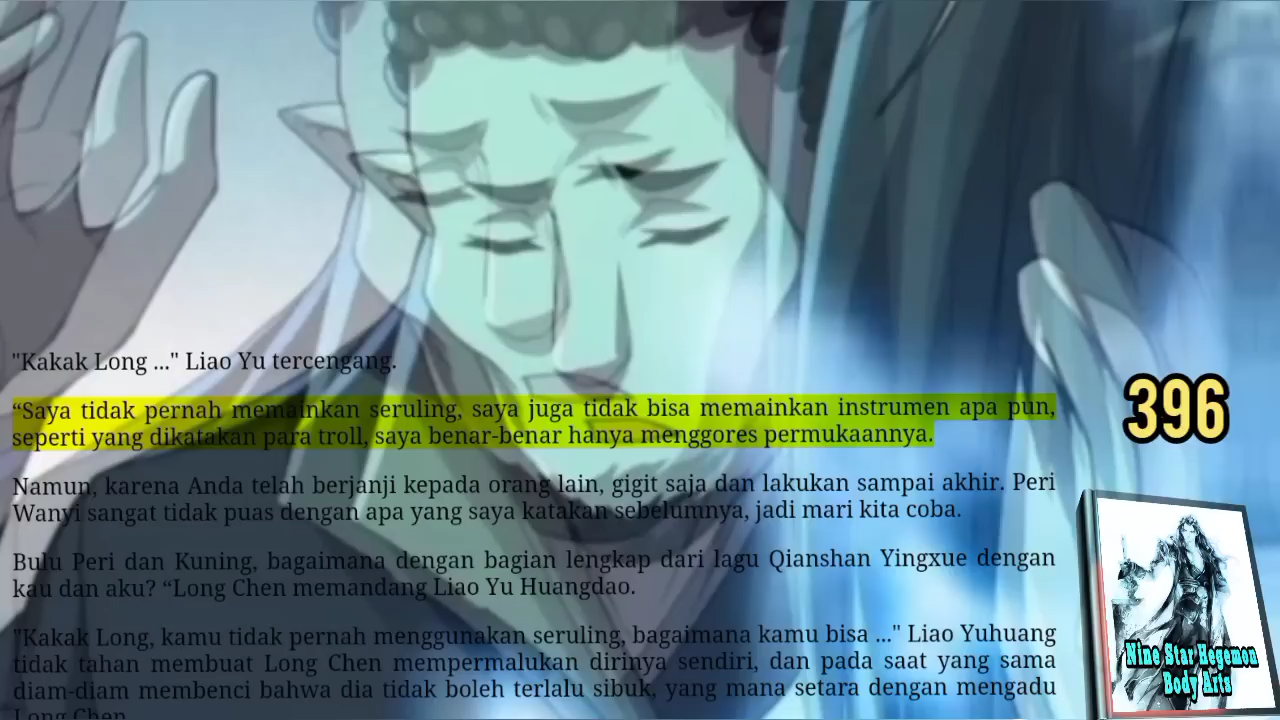 "Kakak Long ..." Liao Yu tercengang.
“Saya tidak pernah memainkan seruling, saya juga tidak bisa memainkan instrumen apa pun,
seperti yang dikatakan para troll, saya benar-benar hanya menggores permukaannya.
Namun, karena Anda telah berjanji kepada orang lain, gigit saja dan lakukan sampai akhir. Peri
Wanyi sangat tidak puas dengan apa yang saya katakan sebelumnya, jadi mari kita coba.
Bulu Peri dan Kuning, bagaimana dengan bagian lengkap dari lagu Qianshan Yingxue dengan
kau dan aku? “Long Chen memandang Liao Yu Huangdao.
"Kakak Long, kamu tidak pernah menggunakan seruling, bagaimana kamu bisa ..." Liao Yuhuang
tidak tahan membuat Long Chen mempermalukan dirinya sendiri, dan pada saat yang sama
diam-diam membenci bahwa dia tidak boleh terlalu sibuk, yang mana setara dengan mengadu
Long Chen
396
Nine Star Hegemon
Body Arts